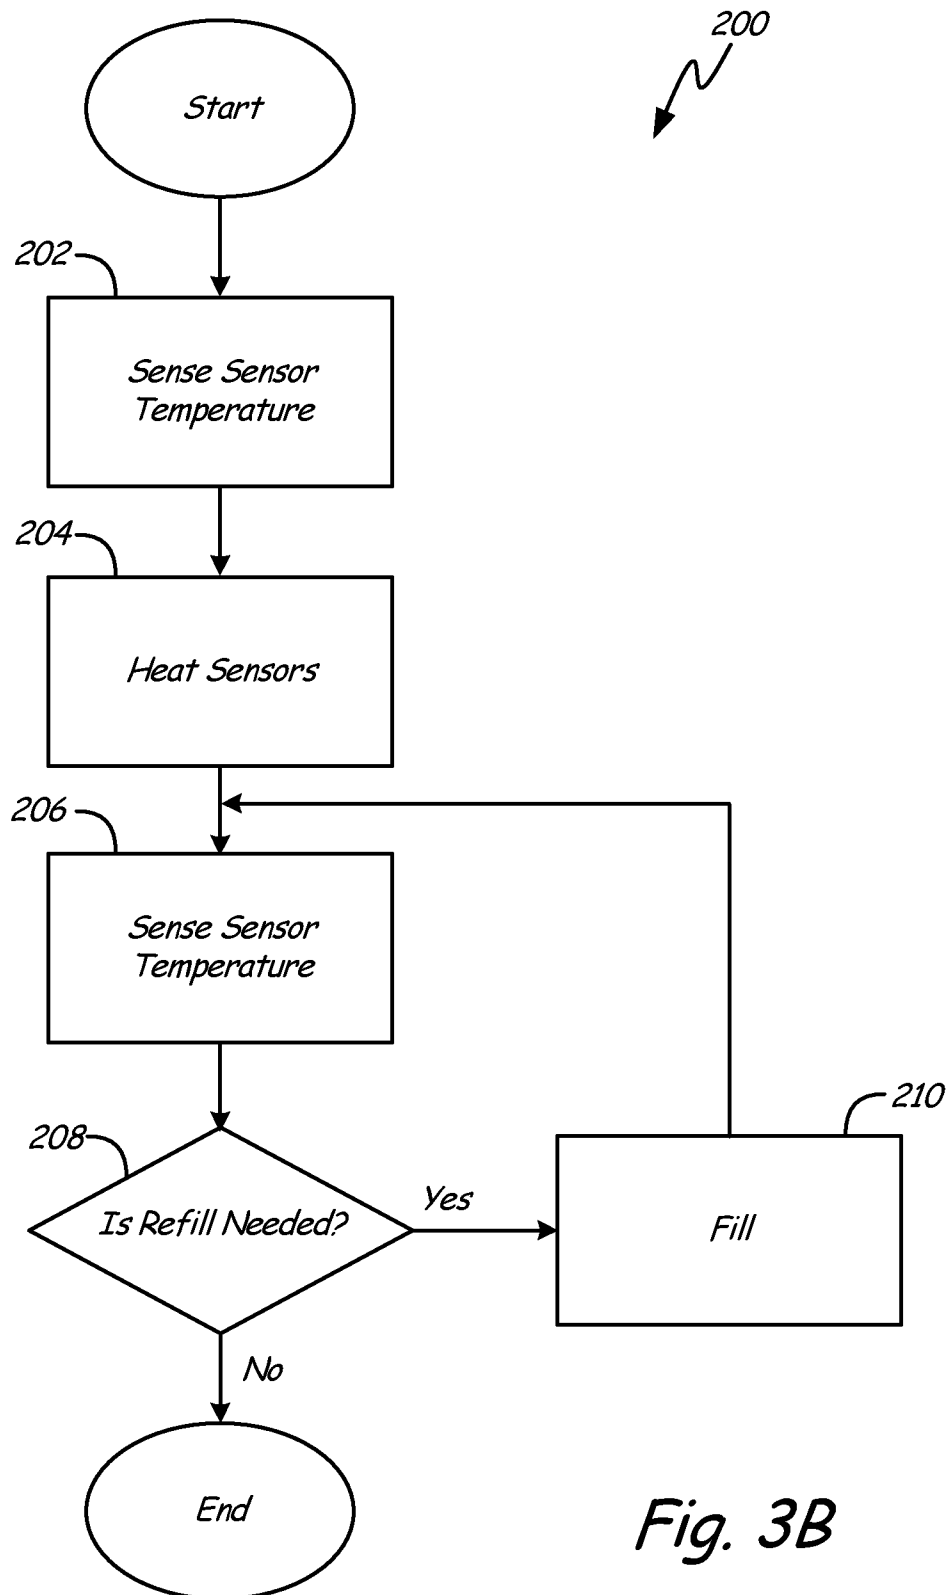 200
Start
202
Sense Sensor
Temperature
204
Heat Sensors
206
Sense Sensor
Temperature
208
Is Refill Needed?
Yes
210
Fill
No
End
Fig. 3B